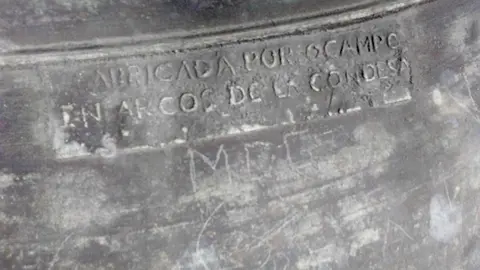 FABRICADA POR OCAMPO
EN ARCOS DE LA CONDESA